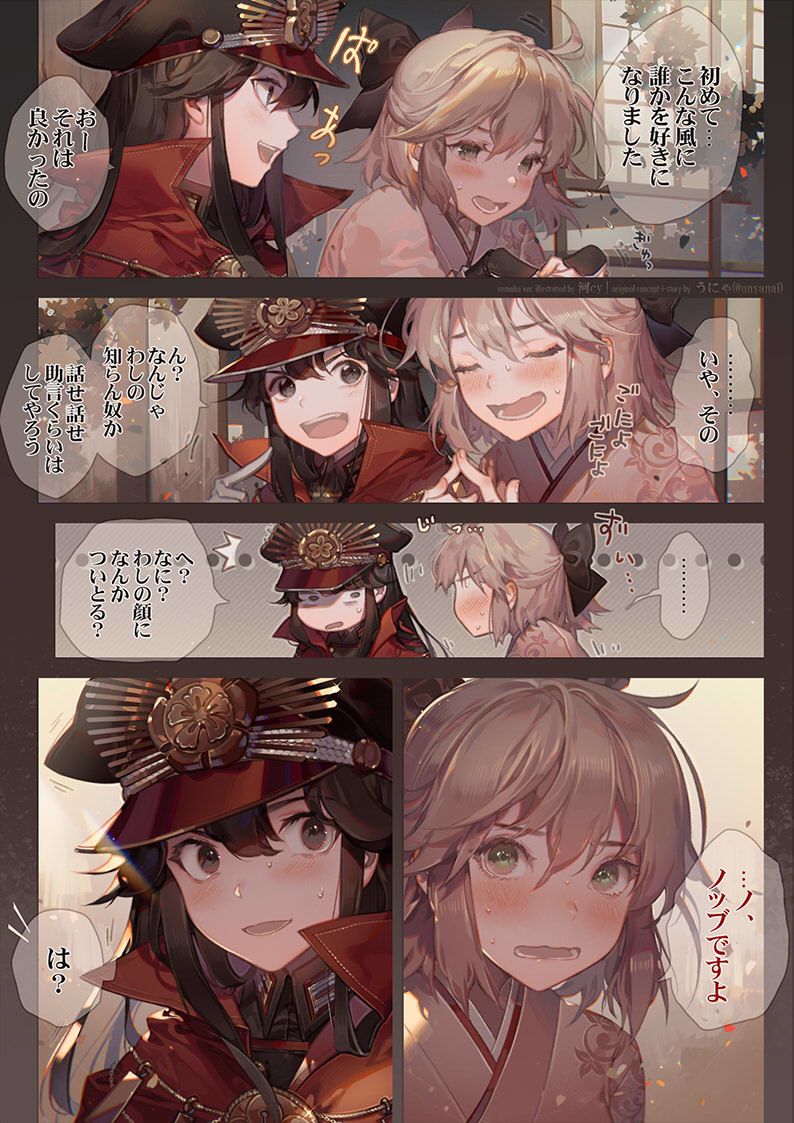 初めて…
こんな風に
誰かを好きに
なりました
ぎゅっ
ぱ
あっ
おー
それは
良かったの
remake ver. illustrated by 河cy | original concept+story by うにゃ(@unyanai)
………
いや、その
ごにょ
ごにょ
ん？
なんじゃ
わしの
知らん奴か
話せ話せ
助言くらいは
してやろう
………
ずい…
じっ…
へ？
なに？
わしの顔に
なんか
ついとる？
…ノ、
ノッブですよ
は？